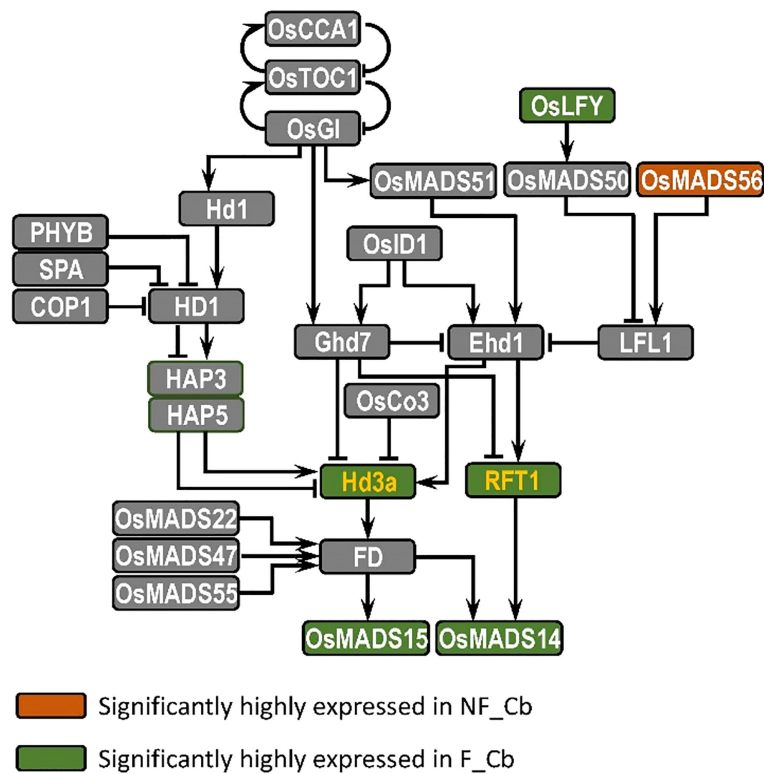 OsCCA1
OsTOC1
OsGI
OsLFY
OsMADS51
OsMADS50
OsMADS56
Hd1
PHYB
SPA
COP1
OsID1
HD1
Ghd7
Ehd1
LFL1
HAP3
HAP5
OsCo3
Hd3a
RFT1
OsMADS22
OsMADS47
OsMADS55
FD
OsMADS15
OsMADS14
Significantly highly expressed in NF_Cb
Significantly highly expressed in F_Cb